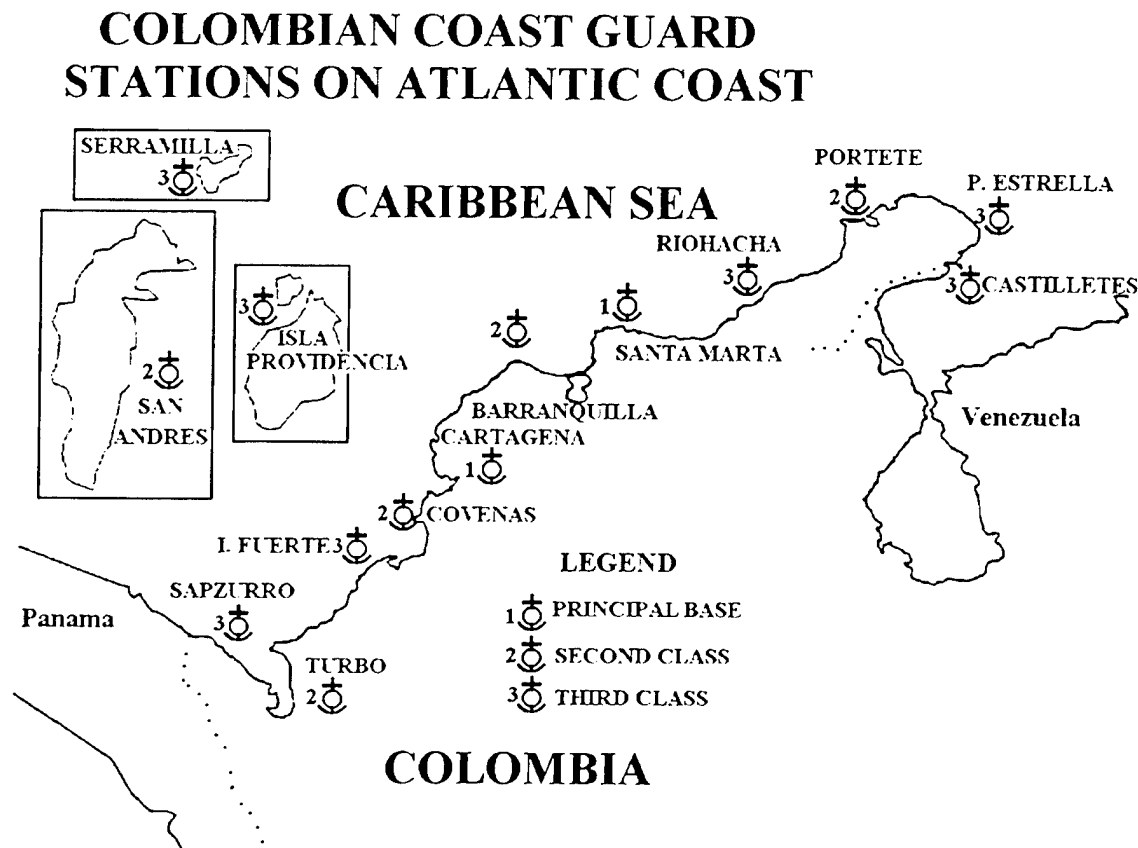 COLOMBIAN COAST GUARD
STATIONS ON ATLANTIC COAST
SERRAMILLA
3
CARIBBEAN SEA
PORTETE
2
P. ESTRELLA
3
RIOHACHA
3
3 CASTILLETES
3
ISLA
PROVIDENCIA
2
1
SANTA MARTA
2
SAN
ANDRES
BARRANQUILLA
CARTAGENA
1
Venezuela
2 COVENAS
I. FUERTE 3
SAPZURRO
3
Panama
TURBO
2
LEGEND
1 PRINCIPAL BASE
2 SECOND CLASS
3 THIRD CLASS
COLOMBIA